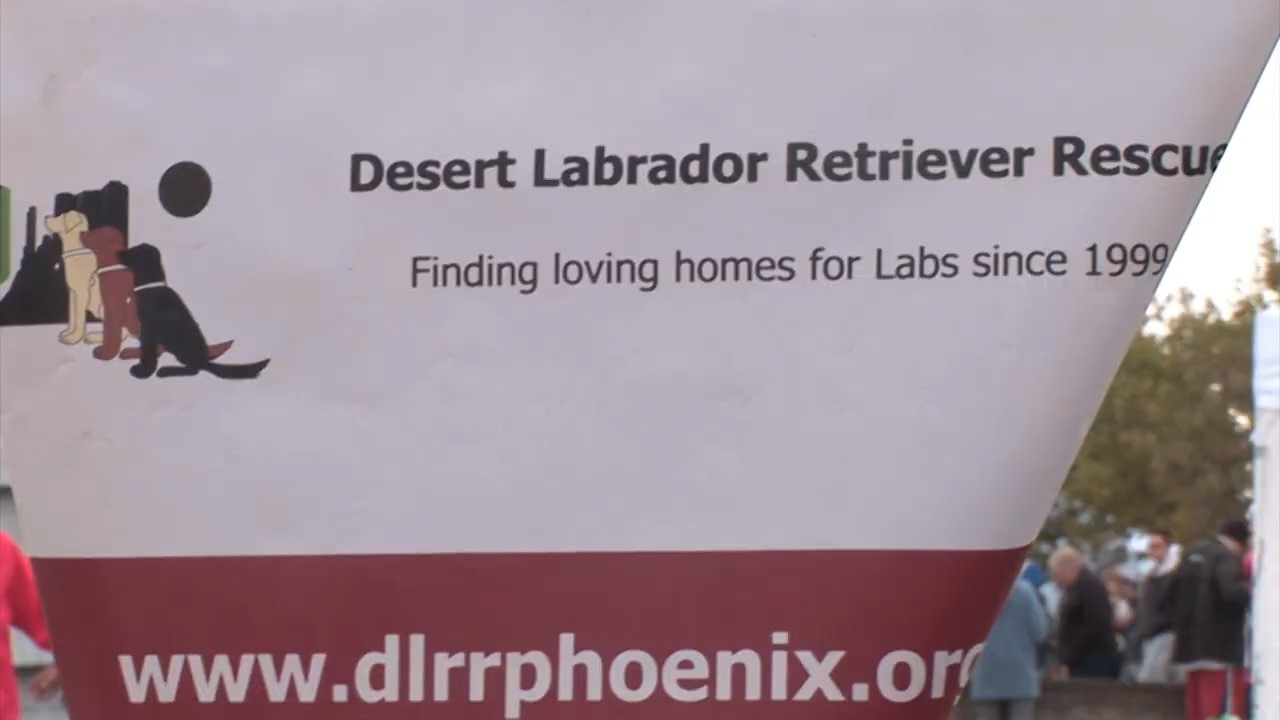 Desert Labrador Retriever Rescue
Finding loving homes for Labs since 1999
www.dlrrphoenix.org